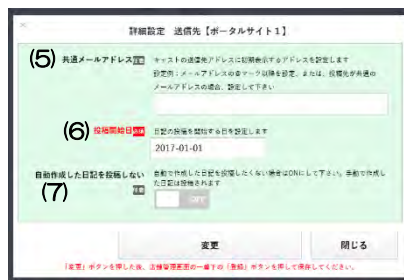 ×
詳細設定 送信先【ポータルサイト１】
(5) 共通メールアドレス 任意
キャストの送信先アドレスに初期表示するアドレスを設定します
設定例：メールアドレスの@マーク以降を設定、または、投稿先が共通の
メールアドレスの場合、設定して下さい
(6) 投稿開始日 必須
日記の投稿を開始する日を設定します
2017-01-01
自動作成した日記を投稿しない
(7) 任意
自動で作成した日記を投稿したくない場合はONにして下さい。手動で作成し
た日記は投稿されます
OFF
変更
閉じる
「変更」ボタンを押した後、店舗管理画面の一番下の「登録」ボタンを押して保存してください。